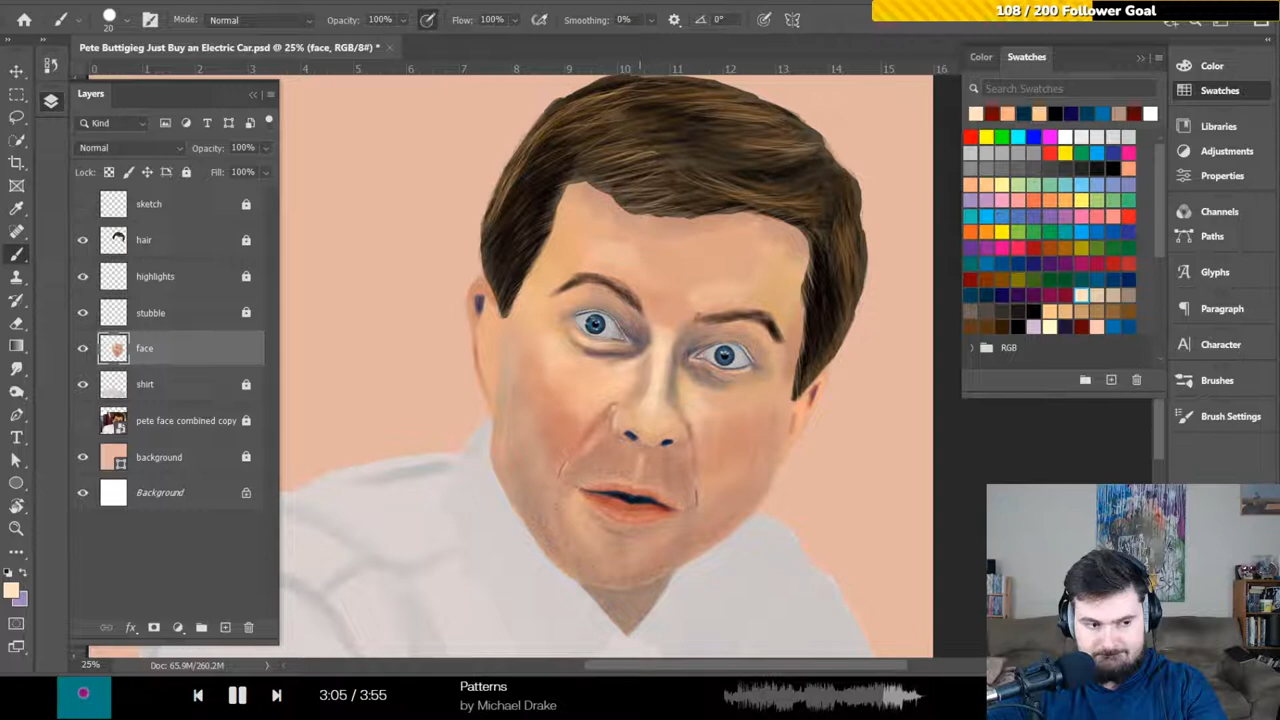 108 / 200 Follower Goal
20
Mode: Normal
Opacity: 100%
Flow: 100%
Smoothing: 0%
0°
Pete Buttigieg Just Buy an Electric Car.psd @ 25% (face, RGB/8#) *
0 1 2 3 4 5 6 7 8 9 10 11 12 13 14 15 16
Layers
Kind
Normal
Opacity: 100%
Lock:
Fill: 100%
sketch
hair
highlights
stubble
face
shirt
pete face combined copy
background
Background
fx
25%
Doc: 65.9M/260.2M
Color
Swatches
Search Swatches
RGB
Color
Swatches
Libraries
Adjustments
Properties
Channels
Paths
Glyphs
Paragraph
Character
Brushes
Brush Settings
3:05 / 3:55
Patterns
by Michael Drake